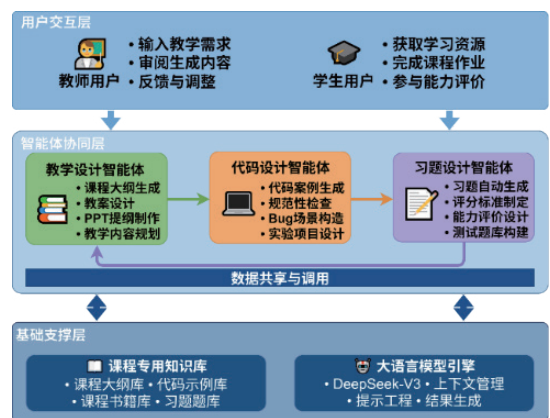 用户交互层
教师用户
• 输入教学需求
• 审阅生成内容
• 反馈与调整
学生用户
• 获取学习资源
• 完成课程作业
• 参与能力评价
智能体协同层
教学设计智能体
• 课程大纲生成
• 教案设计
• PPT提纲制作
• 教学内容规划
代码设计智能体
• 代码案例生成
• 规范性检查
• Bug场景构造
• 实验项目设计
习题设计智能体
• 习题自动生成
• 评分标准制定
• 能力评价设计
• 测试题库构建
数据共享与调用
基础支撑层
课程专用知识库
• 课程大纲库 • 代码示例库
• 课程书籍库 • 习题题库
大语言模型引擎
• DeepSeek-V3 • 上下文管理
• 提示工程 • 结果生成